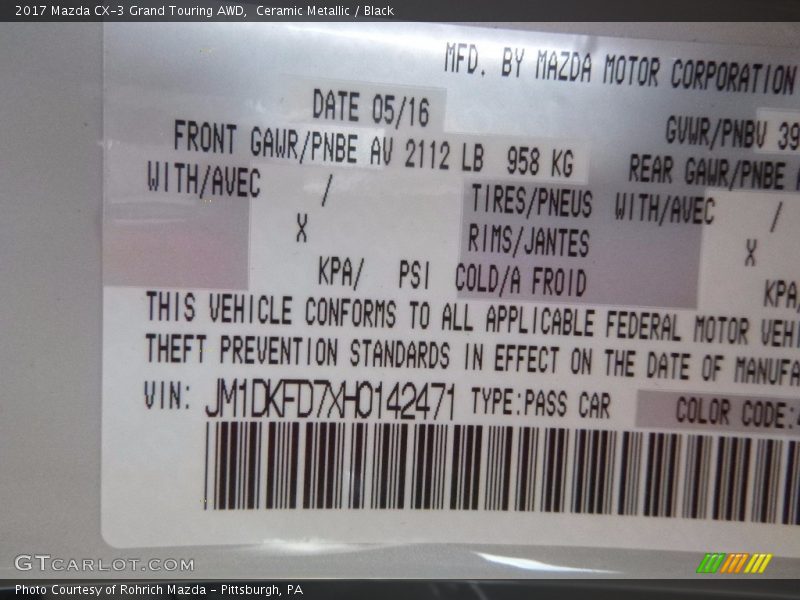 2017 Mazda CX-3 Grand Touring AWD, Ceramic Metallic / Black
MFD. BY MAZDA MOTOR CORPORATION
DATE 05/16
GVWR/PNBV 39
FRONT GAWR/PNBE AV 2112 LB 958 KG
REAR GAWR/PNBE
WITH/AVEC / TIRES/PNEUS WITH/AVEC /
X RIMS/JANTES X
KPA/ PSI COLD/A FROID KPA/
THIS VEHICLE CONFORMS TO ALL APPLICABLE FEDERAL MOTOR VEHI
THEFT PREVENTION STANDARDS IN EFFECT ON THE DATE OF MANUFA
VIN: JM1DKFD7XH0142471 TYPE:PASS CAR COLOR CODE:
GTCARLOT.COM
Photo Courtesy of Rohrich Mazda - Pittsburgh, PA